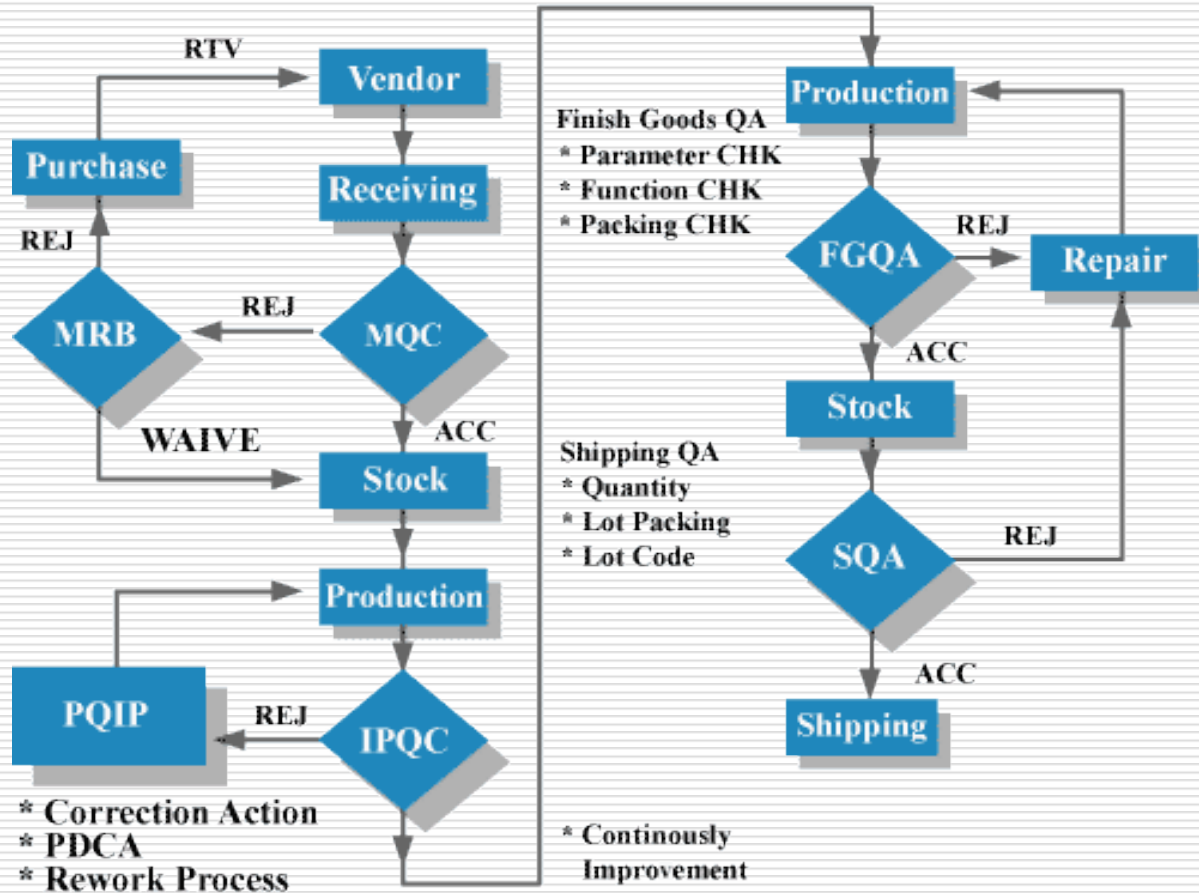 RTV
Vendor
Purchase
Receiving
REJ
REJ
MRB
MQC
WAIVE
ACC
Stock
Production
PQIP
REJ
IPQC
* Correction Action
* PDCA
* Rework Process
Production
Finish Goods QA
* Parameter CHK
* Function CHK
* Packing CHK
FGQA
REJ
Repair
ACC
Stock
Shipping QA
* Quantity
* Lot Packing
* Lot Code
SQA
REJ
ACC
Shipping
* Continously
Improvement